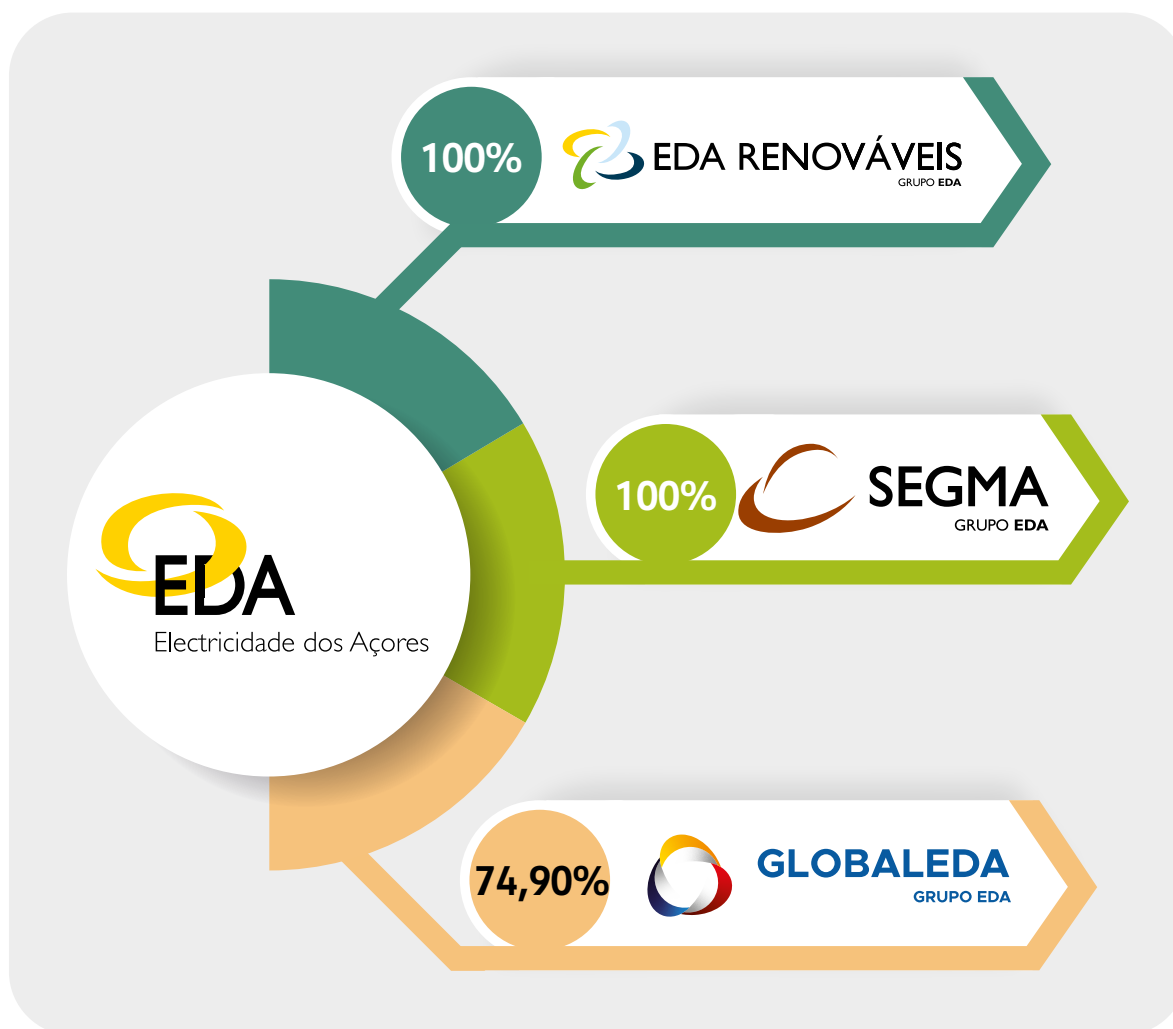 100%
EDA RENOVÁVEIS
GRUPO EDA
100%
SEGMA
GRUPO EDA
EDA
Electricidade dos Açores
74,90%
GLOBALEDA
GRUPO EDA